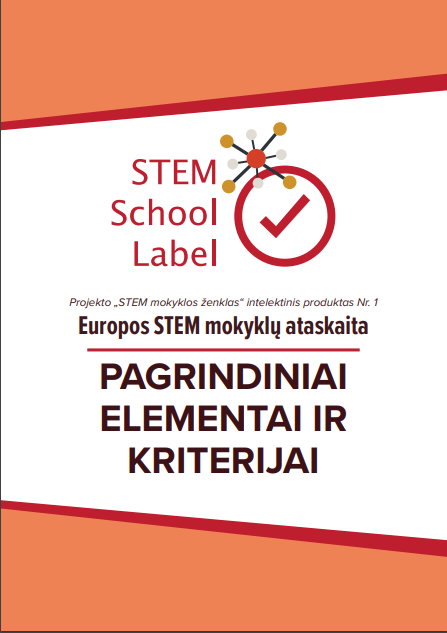 STEM
School
Label
Projekto „STEM mokyklos ženklas“ intelektinis produktas Nr. 1
Europos STEM mokyklų ataskaita
PAGRINDINIAI
ELEMENTAI IR
KRITERIJAI